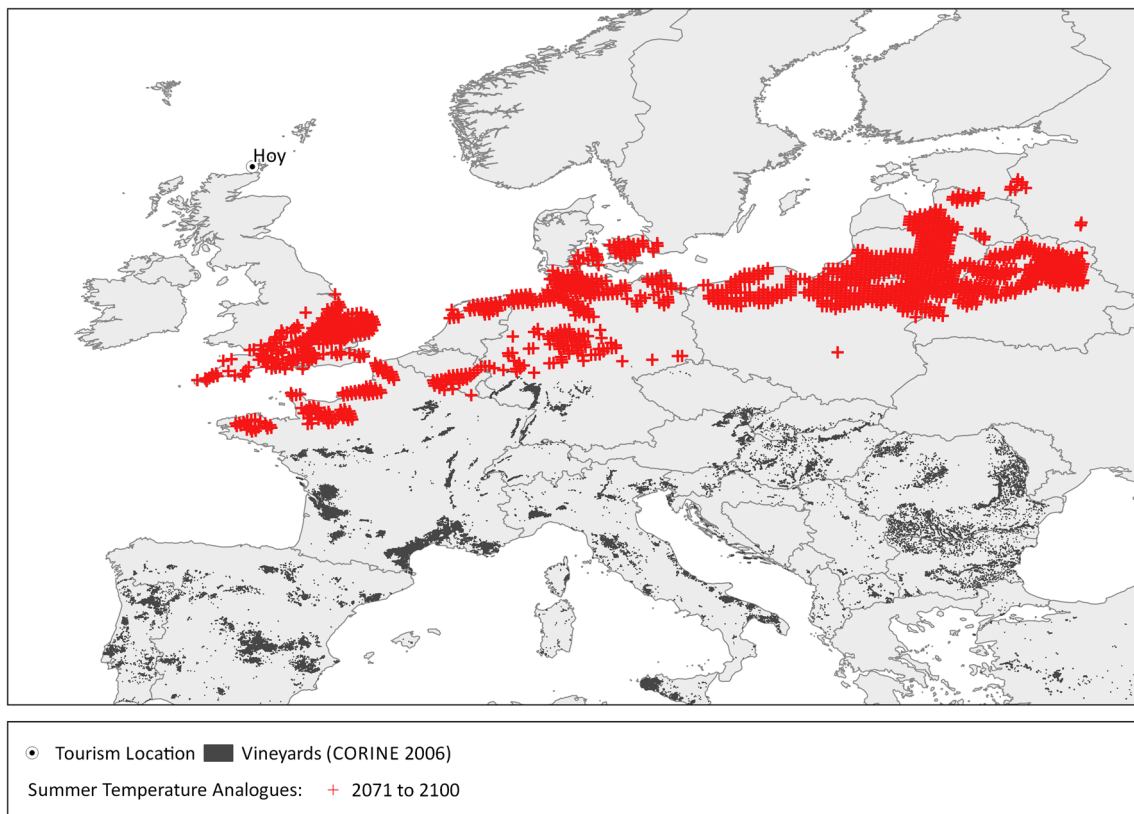 Hoy
Tourism Location Vineyards (CORINE 2006)
Summer Temperature Analogues: + 2071 to 2100